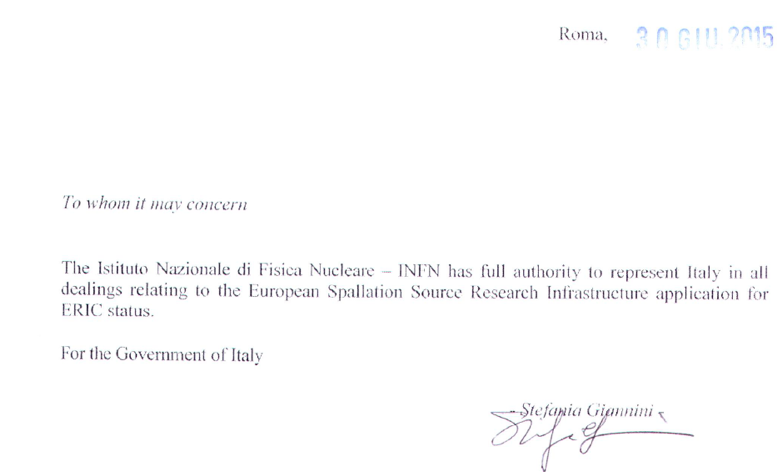 Roma, 30 GIU. 2015
To whom it may concern
The Istituto Nazionale di Fisica Nucleare – INFN has full authority to represent Italy in all
dealings relating to the European Spallation Source Research Infrastructure application for
ERIC status.
For the Government of Italy
Stefania Giannini